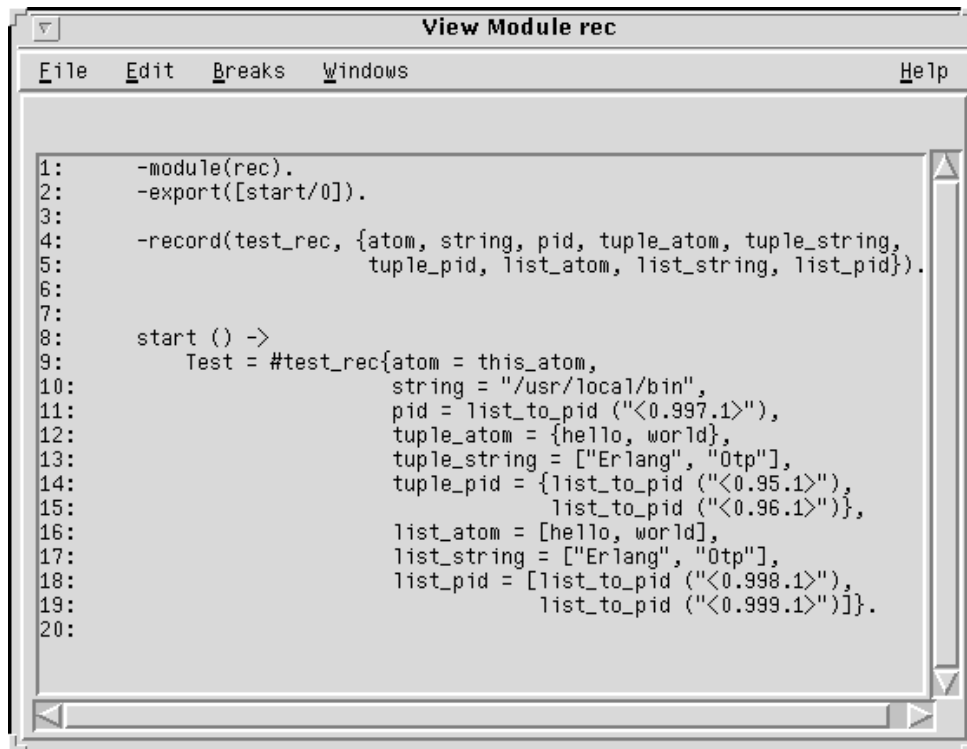 View Module rec
File Edit Breaks Windows Help
1: -module(rec).
2: -export([start/0]).
3:
4: -record(test_rec, {atom, string, pid, tuple_atom, tuple_string,
5: tuple_pid, list_atom, list_string, list_pid}).
6:
7:
8: start () ->
9: Test = #test_rec{atom = this_atom,
10: string = "/usr/local/bin",
11: pid = list_to_pid ("<0.997.1>"),
12: tuple_atom = {hello, world},
13: tuple_string = ["Erlang", "Otp"],
14: tuple_pid = {list_to_pid ("<0.95.1>"),
15: list_to_pid ("<0.96.1>")},
16: list_atom = [hello, world],
17: list_string = ["Erlang", "Otp"],
18: list_pid = [list_to_pid ("<0.998.1>"),
19: list_to_pid ("<0.999.1>")]}.
20: